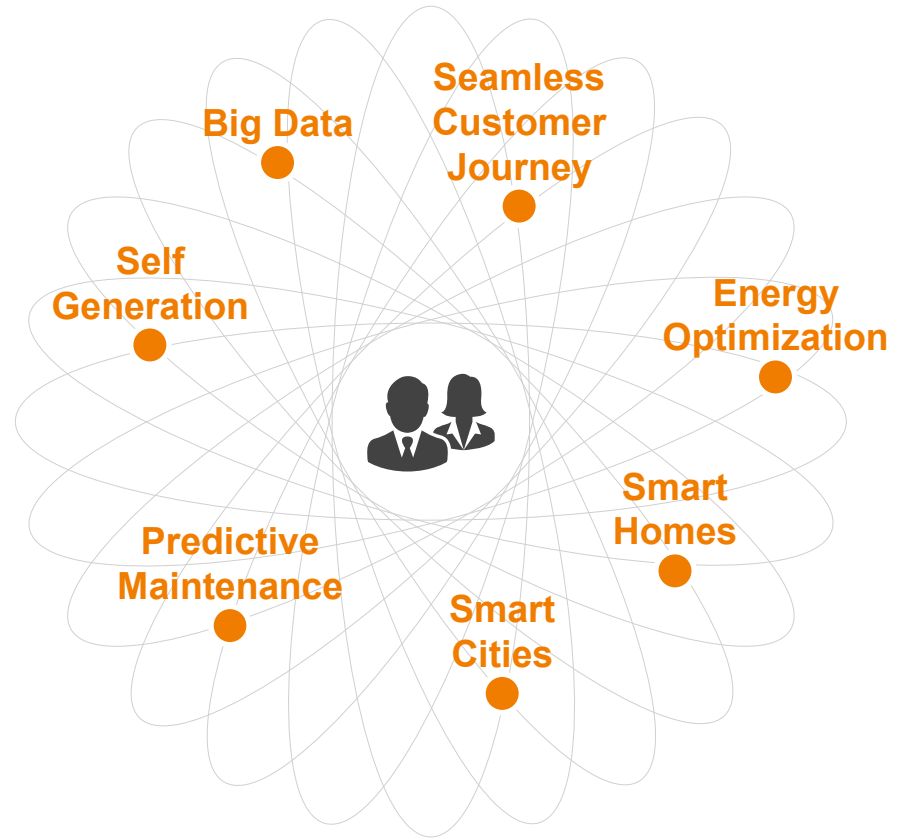 Seamless
Customer
Journey
Big Data
Self
Generation
Energy
Optimization
Smart
Homes
Predictive
Maintenance
Smart
Cities